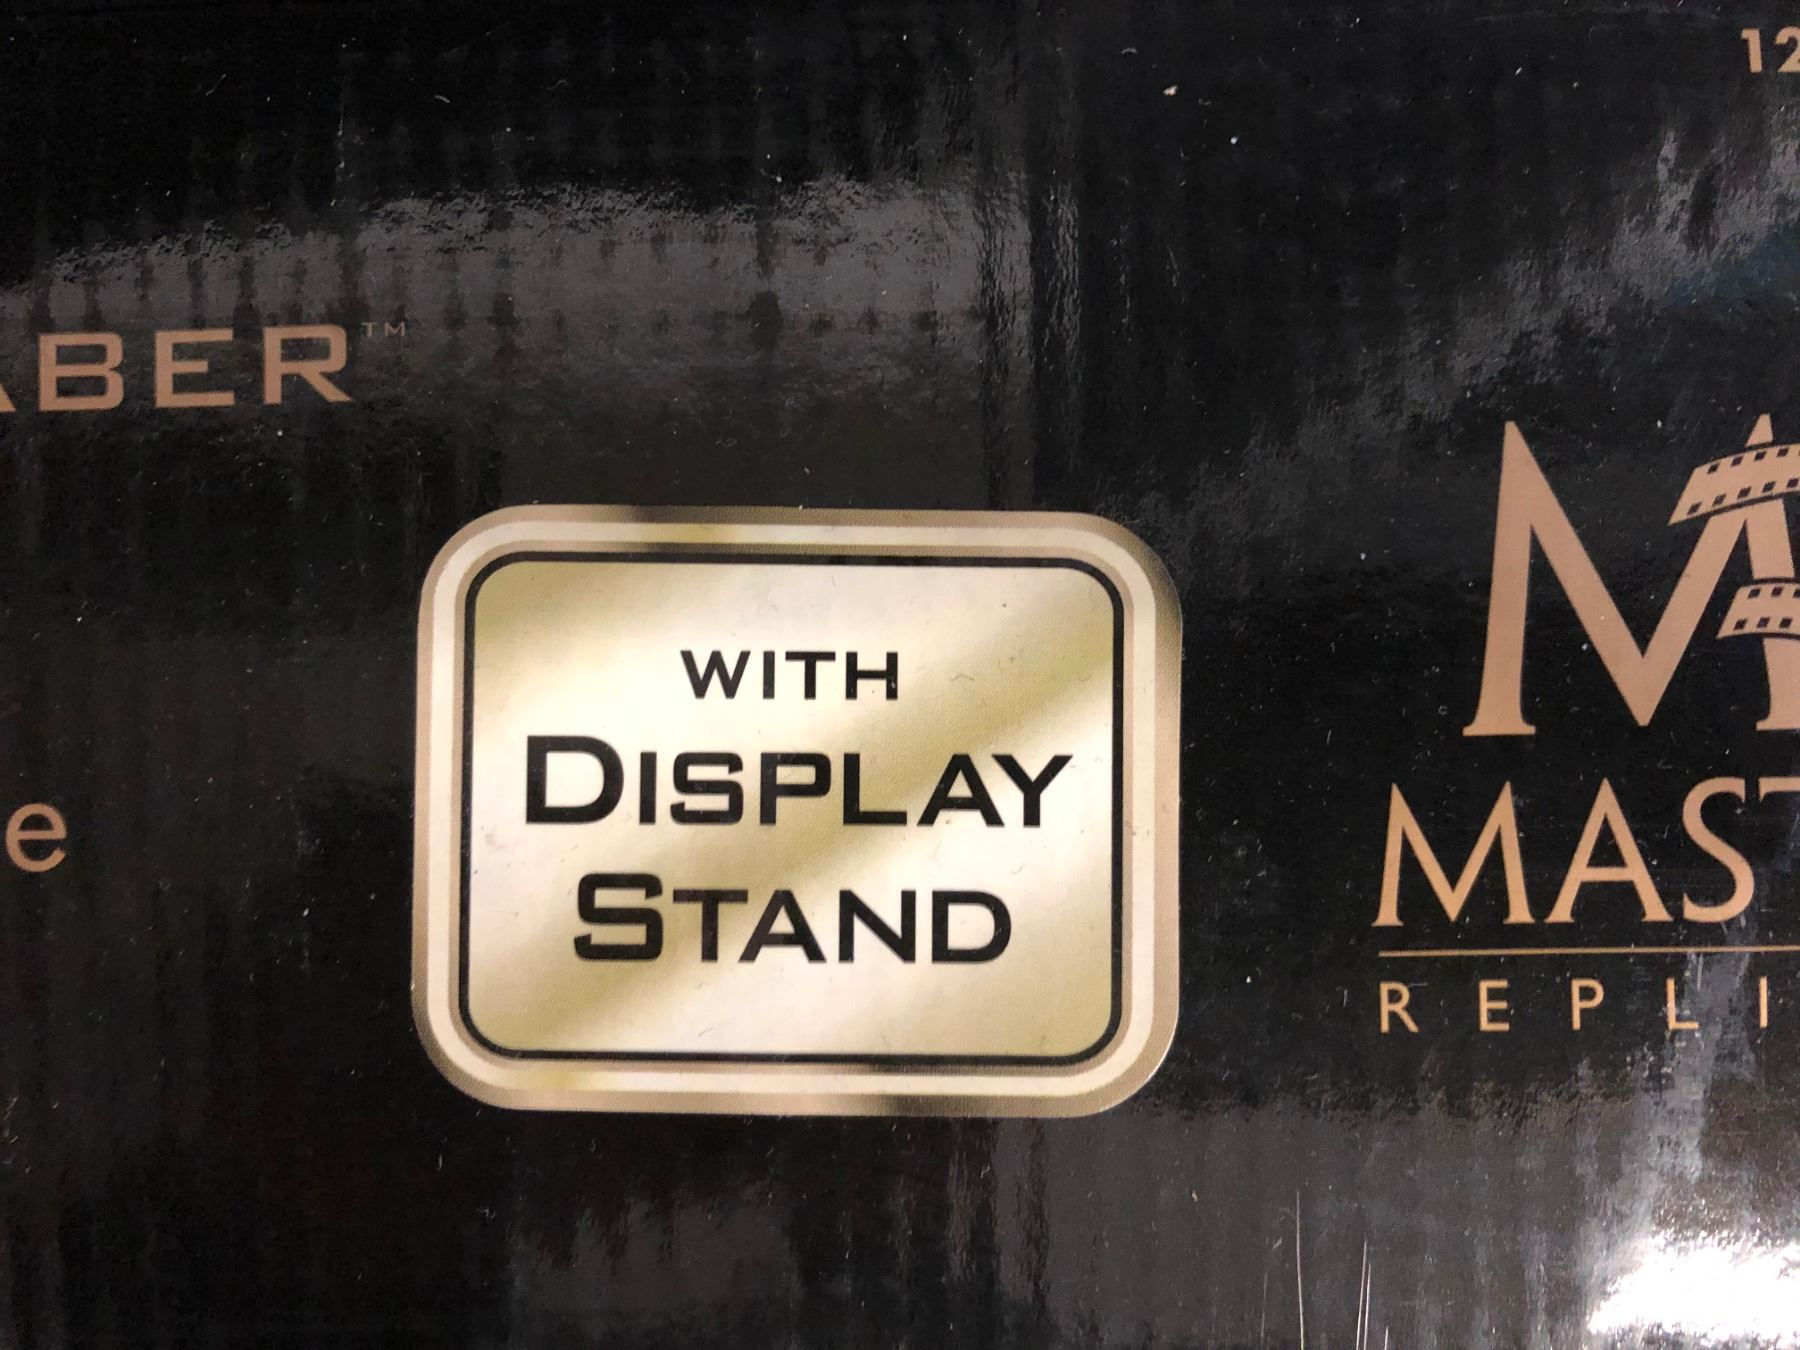 12
ABER™
WITH
DISPLAY
STAND
e
MAST
REPLI